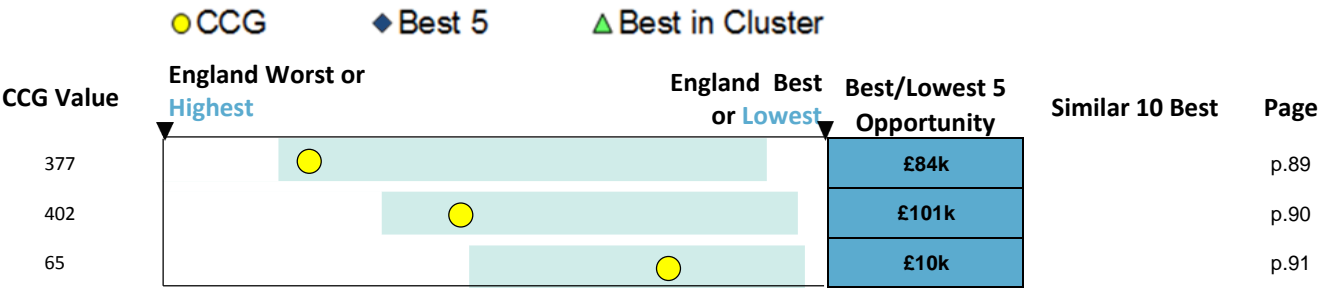 CCG Best 5 Best in Cluster
CCG Value
England Worst or
Highest
England Best
or Lowest
Best/Lowest 5
Opportunity
Similar 10 Best
Page
377 £84k p.89
402 £101k p.90
65 £10k p.91